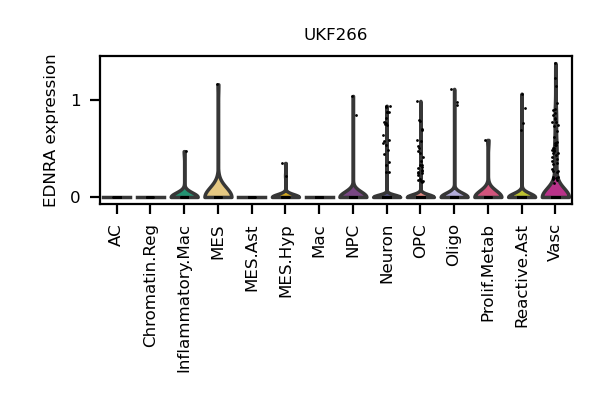 UKF266
EDNRA expression
1
0
AC
Chromatin.Reg
Inflammatory.Mac
MES
MES.Ast
MES.Hyp
Mac
NPC
Neuron
OPC
Oligo
Prolif.Metab
Reactive.Ast
Vasc